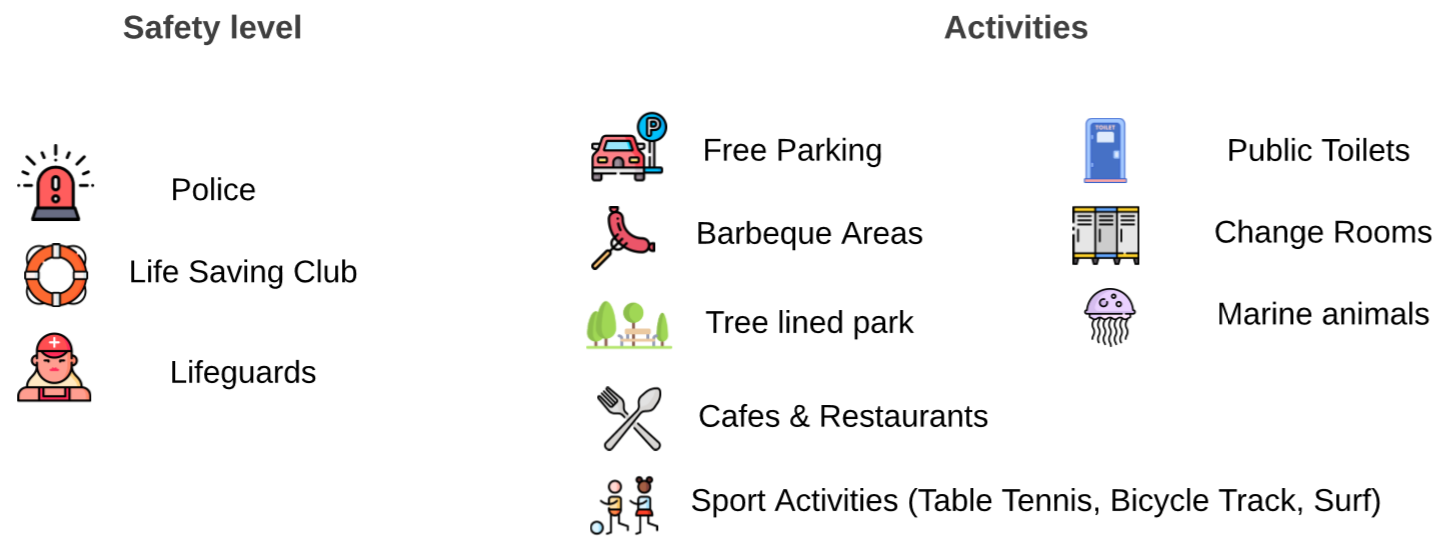 Safety level
Activities
Police
Life Saving Club
Lifeguards
P
Free Parking
Barbeque Areas
Tree lined park
Cafes & Restaurants
Sport Activities (Table Tennis, Bicycle Track, Surf)
TOILET
Public Toilets
Change Rooms
Marine animals